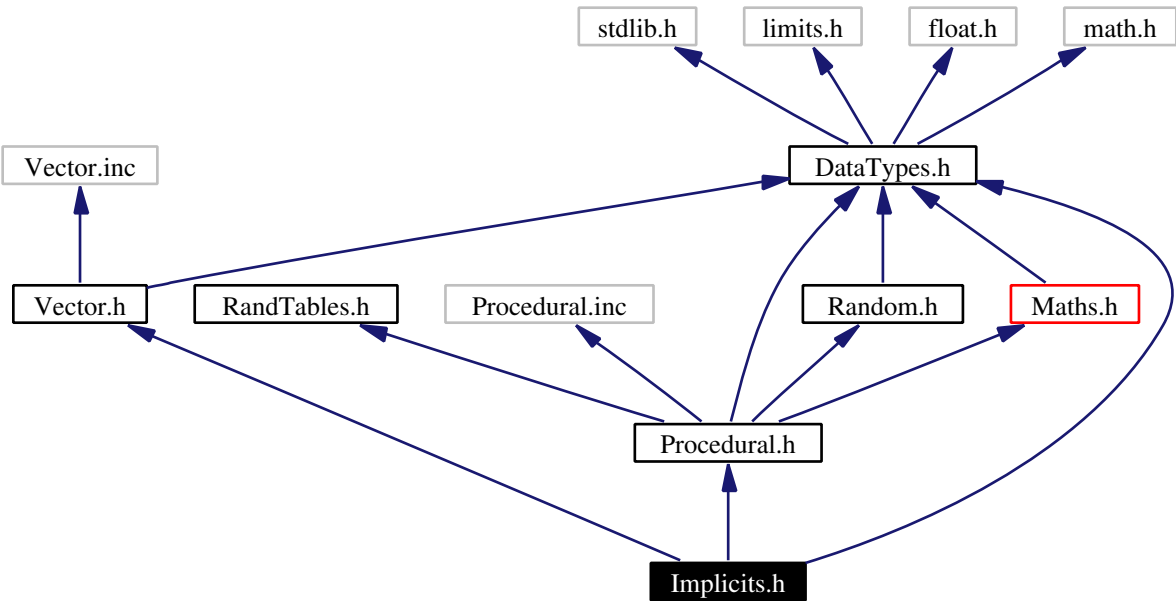 stdlib.h
limits.h
float.h
math.h
Vector.inc
DataTypes.h
Vector.h
RandTables.h
Procedural.inc
Random.h
Maths.h
Procedural.h
Implicits.h